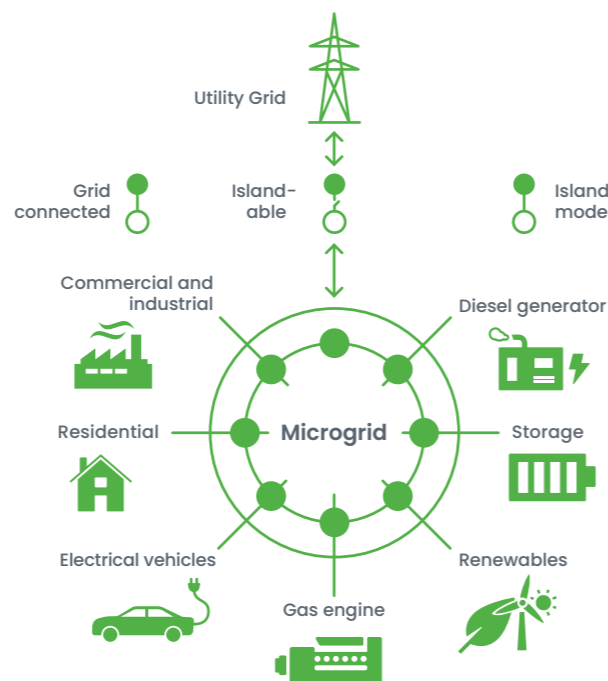 Utility Grid
Grid
connected
Island-
able
Island
mode
Commercial and
industrial
Diesel generator
Residential
Microgrid
Storage
Electrical vehicles
Renewables
Gas engine